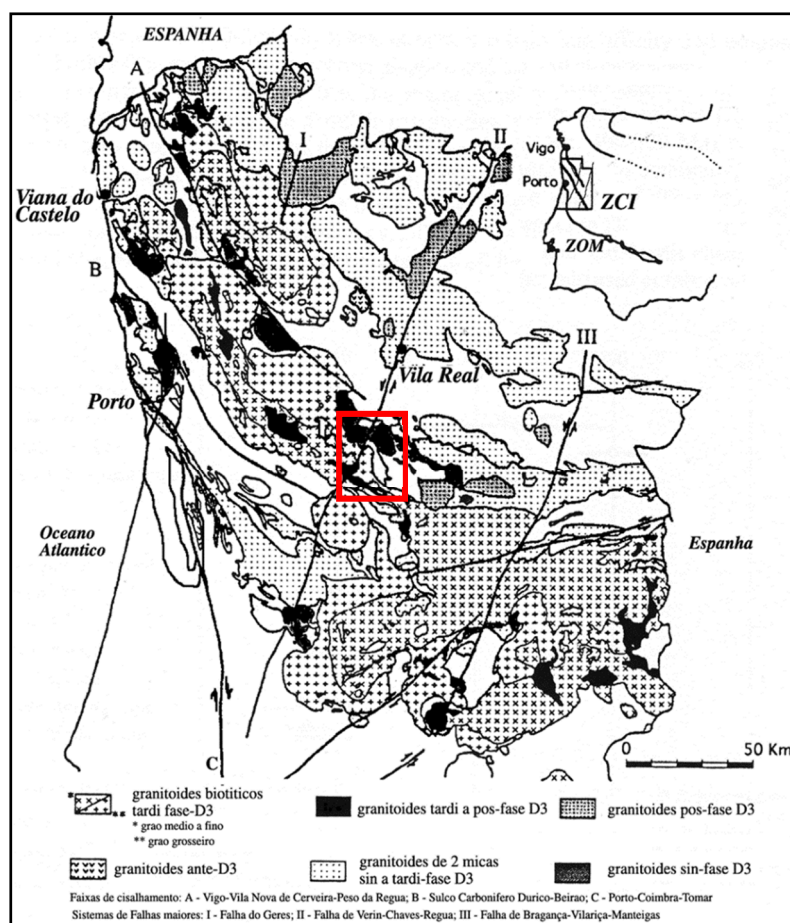 ESPANHA
A
I
II
Vigo
Porto
ZCI
ZOM
Viana do
Castelo
B
III
Vila Real
Porto
Oceano
Atlantico
Espanha
C
0 50 Km
* granitoides biotiticos
** tardi fase-D3
* grao medio a fino
** grao grosseiro
granitoides tardi a pos-fase D3
granitoides pos-fase D3
granitoides ante-D3
granitoides de 2 micas
sin a tardi-fase D3
granitoides sin-fase D3
Faixas de cisalhamento: A - Vigo-Vila Nova de Cerveira-Peso da Regua; B - Sulco Carbonifero Durico-Beirao; C - Porto-Coimbra-Tomar
Sistemas de Falhas maiores: I - Falha do Geres; II - Falha de Verin-Chaves-Regua; III - Falha de Bragança-Vilariça-Manteigas